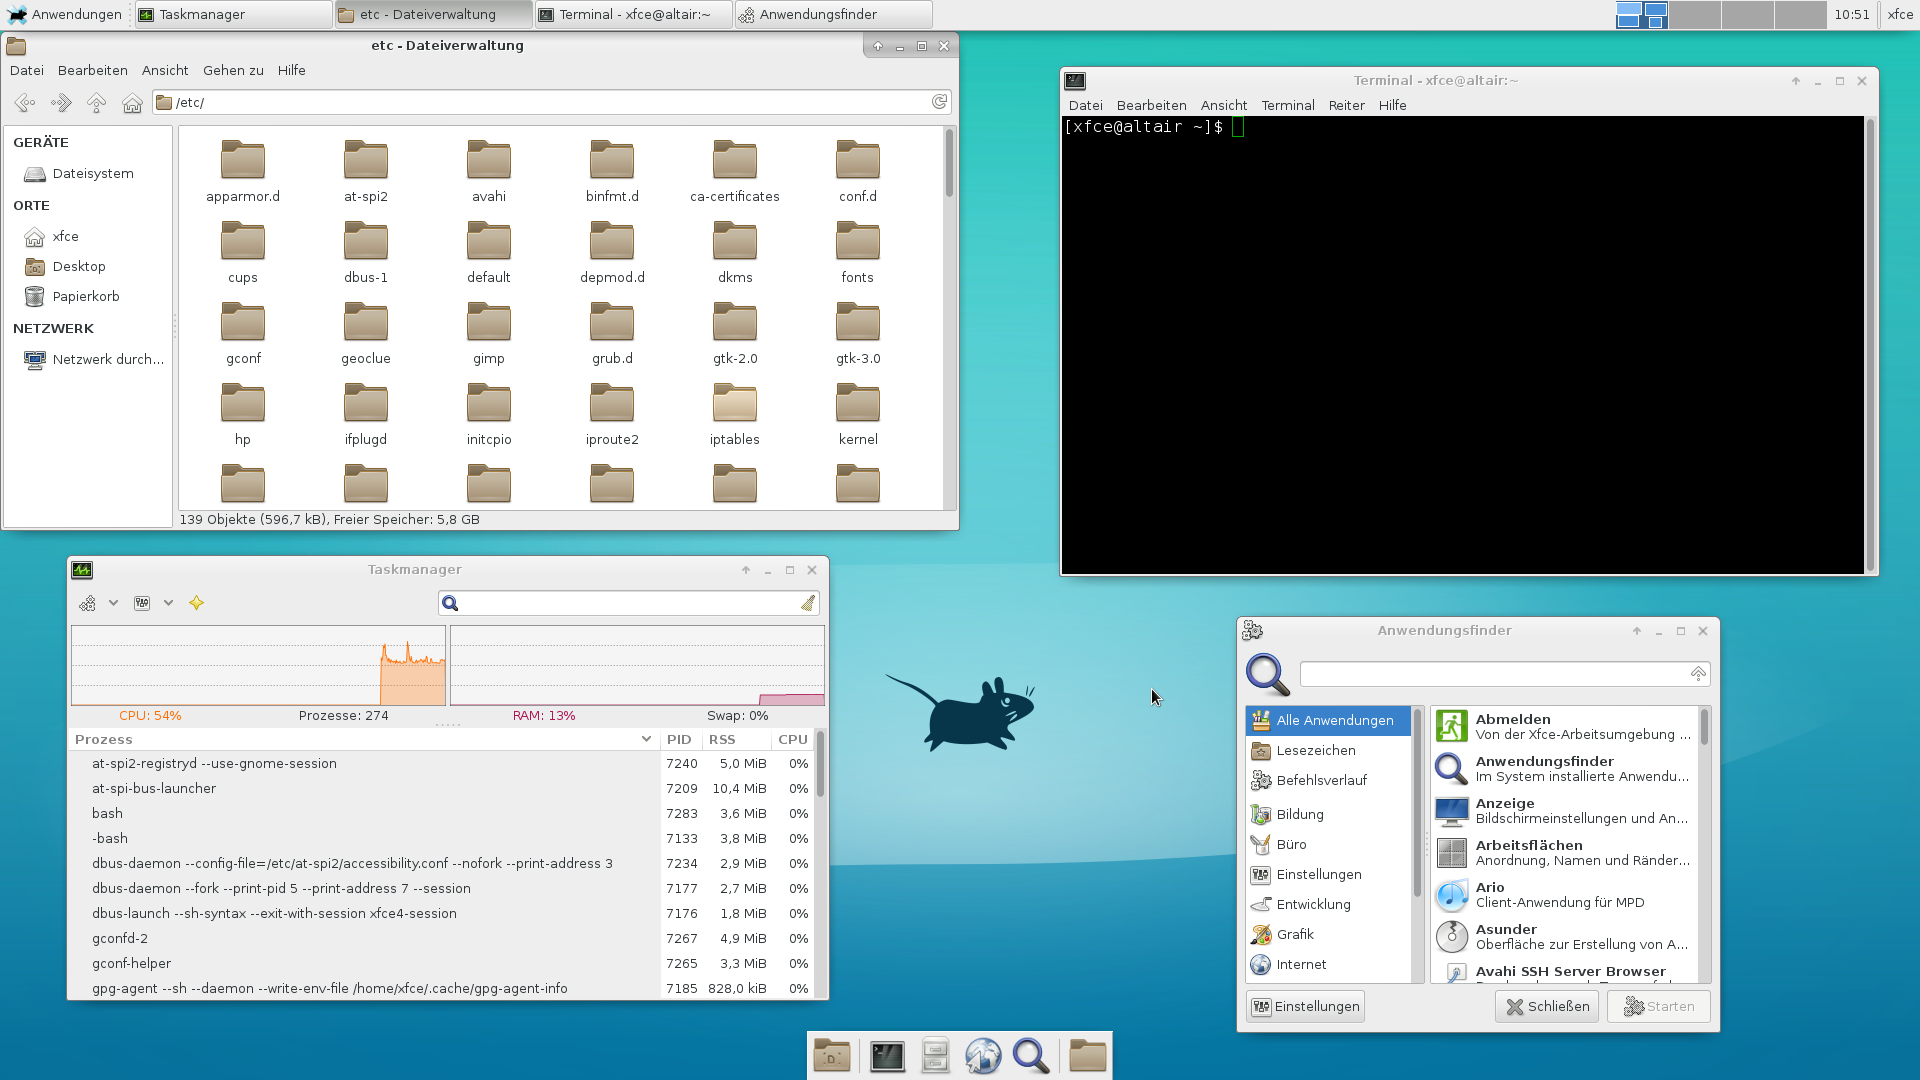 Anwendungen
Taskmanager
etc - Dateiverwaltung
Terminal - xfce@altair:~
Anwendungsfinder
10:51
xfce
etc - Dateiverwaltung
Datei Bearbeiten Ansicht Gehen zu Hilfe
/etc/
GERÄTE
Dateisystem
ORTE
xfce
Desktop
Papierkorb
NETZWERK
Netzwerk durch...
apparmor.d at-spi2 avahi binfmt.d ca-certificates conf.d
cups dbus-1 default depmod.d dkms fonts
gconf geoclue gimp grub.d gtk-2.0 gtk-3.0
hp ifplugd initcpio iproute2 iptables kernel
139 Objekte (596,7 kB), Freier Speicher: 5,8 GB
Terminal - xfce@altair:~
Datei Bearbeiten Ansicht Terminal Reiter Hilfe
[xfce@altair ~]$
Taskmanager
CPU: 54% Prozesse: 274 RAM: 13% Swap: 0%
Prozess PID RSS CPU
at-spi2-registryd --use-gnome-session 7240 5,0 MiB 0%
at-spi-bus-launcher 7209 10,4 MiB 0%
bash 7283 3,6 MiB 0%
-bash 7133 3,8 MiB 0%
dbus-daemon --config-file=/etc/at-spi2/accessibility.conf --nofork --print-address 3 7234 2,9 MiB 0%
dbus-daemon --fork --print-pid 5 --print-address 7 --session 7177 2,7 MiB 0%
dbus-launch --sh-syntax --exit-with-session xfce4-session 7176 1,8 MiB 0%
gconfd-2 7267 4,9 MiB 0%
gconf-helper 7265 3,3 MiB 0%
gpg-agent --sh --daemon --write-env-file /home/xfce/.cache/gpg-agent-info 7185 828,0 kiB 0%
Anwendungsfinder
Alle Anwendungen
Lesezeichen
Befehlsverlauf
Bildung
Büro
Einstellungen
Entwicklung
Grafik
Internet
Abmelden
Von der Xfce-Arbeitsumgebung ...
Anwendungsfinder
Im System installierte Anwendu...
Anzeige
Bildschirmeinstellungen und An...
Arbeitsflächen
Anordnung, Namen und Ränder...
Ario
Client-Anwendung für MPD
Asunder
Oberfläche zur Erstellung von A...
Avahi SSH Server Browser
Einstellungen
Schließen
Starten